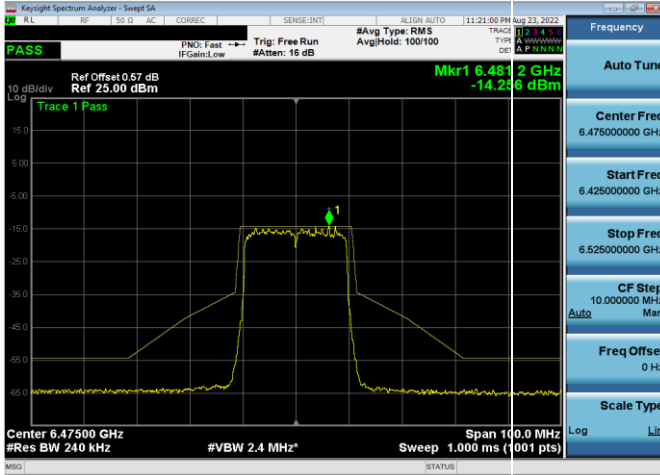 Keysight Spectrum Analyzer - Swept SA
RL RF 50 Ω AC CORREC SENSE:INT ALIGN AUTO 11:21:00 PM Aug 23, 2022
PASS
PNO: Fast
IFGain:Low
Trig: Free Run
#Atten: 16 dB
#Avg Type: RMS
Avg|Hold: 100/100
TRACE 1 2 3 4 5 6
TYPE A WWWWW
DET A P N N N N
Frequency
Auto Tune
Center Freq
6.475000000 GHz
Start Freq
6.425000000 GHz
Stop Freq
6.525000000 GHz
CF Step
10.000000 MHz
Auto Man
Freq Offset
0 Hz
Scale Type
Log Lin
Ref Offset 0.57 dB
10 dB/div Ref 25.00 dBm
Log
Mkr1 6.481 2 GHz
-14.256 dBm
Trace 1 Pass
15.0
5.00
-5.00
-15.0
-25.0
-35.0
-45.0
-55.0
-65.0
1
Center 6.47500 GHz Span 100.0 MHz
#Res BW 240 kHz #VBW 2.4 MHz* Sweep 1.000 ms (1001 pts)
MSG STATUS